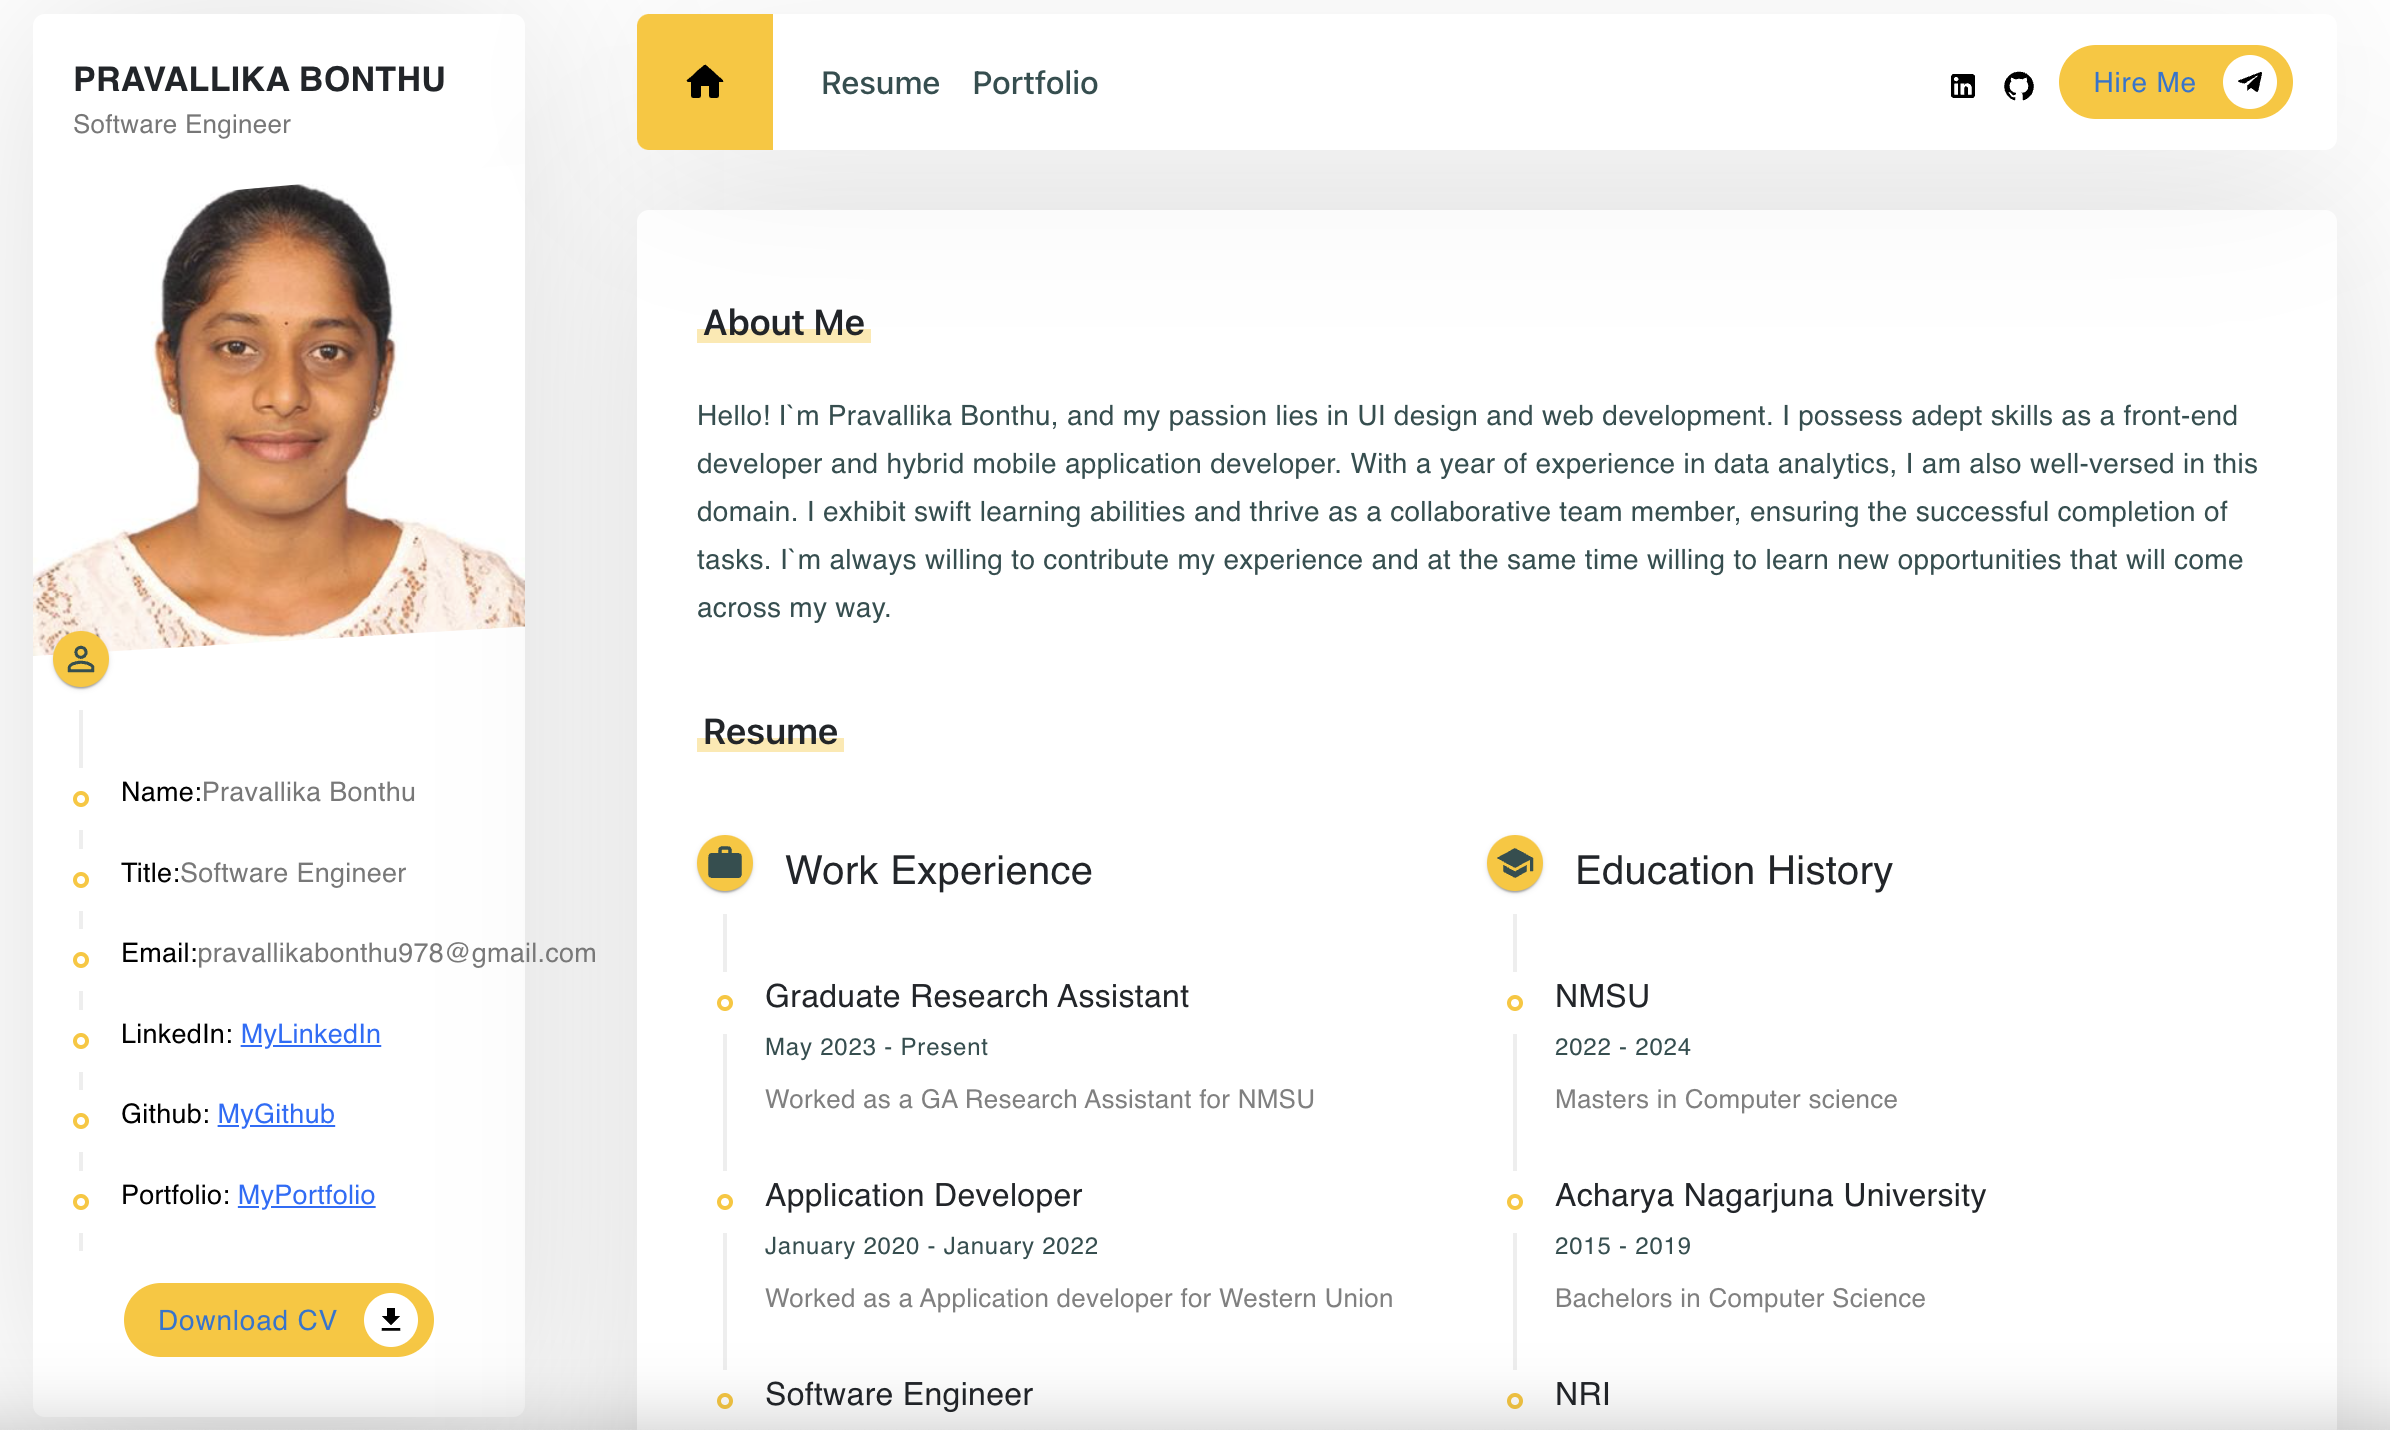 PRAVALLIKA BONTHU
Software Engineer
Name:Pravallika Bonthu
Title:Software Engineer
Email:pravallikabonthu978@gmail.com
LinkedIn: MyLinkedIn
Github: MyGithub
Portfolio: MyPortfolio
Download CV
Resume Portfolio
Hire Me
About Me
Hello! I`m Pravallika Bonthu, and my passion lies in UI design and web development. I possess adept skills as a front-end
developer and hybrid mobile application developer. With a year of experience in data analytics, I am also well-versed in this
domain. I exhibit swift learning abilities and thrive as a collaborative team member, ensuring the successful completion of
tasks. I`m always willing to contribute my experience and at the same time willing to learn new opportunities that will come
across my way.
Resume
Work Experience
Graduate Research Assistant
May 2023 - Present
Worked as a GA Research Assistant for NMSU
Application Developer
January 2020 - January 2022
Worked as a Application developer for Western Union
Software Engineer
Education History
NMSU
2022 - 2024
Masters in Computer science
Acharya Nagarjuna University
2015 - 2019
Bachelors in Computer Science
NRI